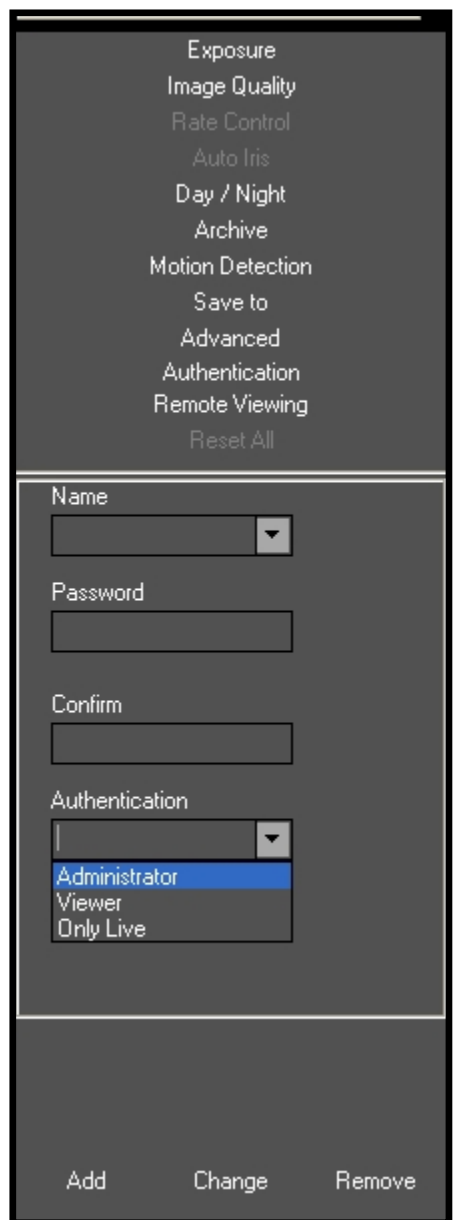 Exposure
Image Quality
Rate Control
Auto Iris
Day / Night
Archive
Motion Detection
Save to
Advanced
Authentication
Remote Viewing
Reset All
Name
Password
Confirm
Authentication
Administrator
Viewer
Only Live
Add Change Remove